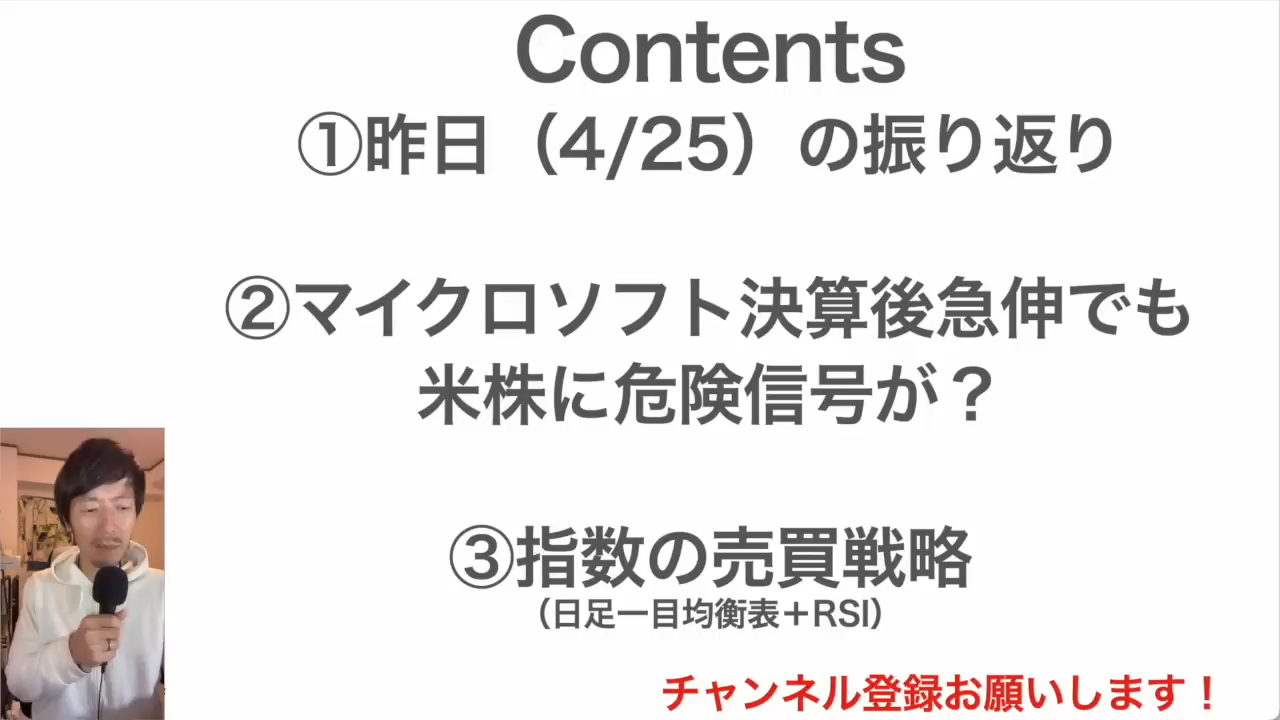 Contents
①昨日（4/25）の振り返り
②マイクロソフト決算後急伸でも
米株に危険信号が？
③指数の売買戦略
（日足一目均衡表＋RSI）
チャンネル登録お願いします！